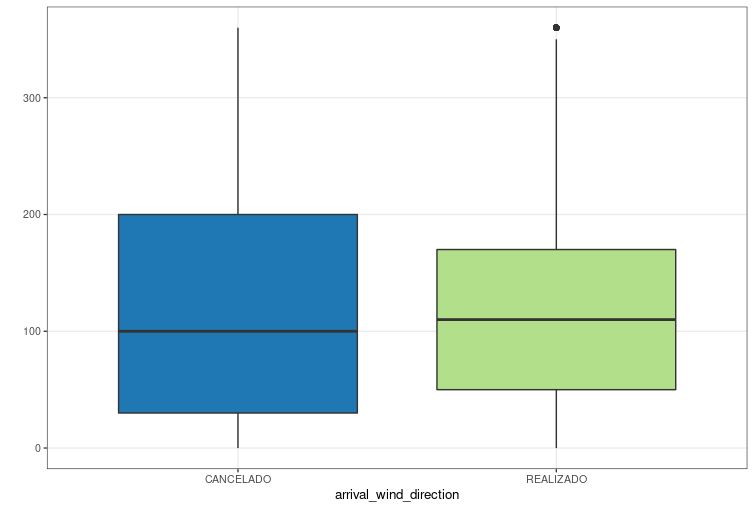 300
200
100
0
CANCELADO REALIZADO
arrival_wind_direction